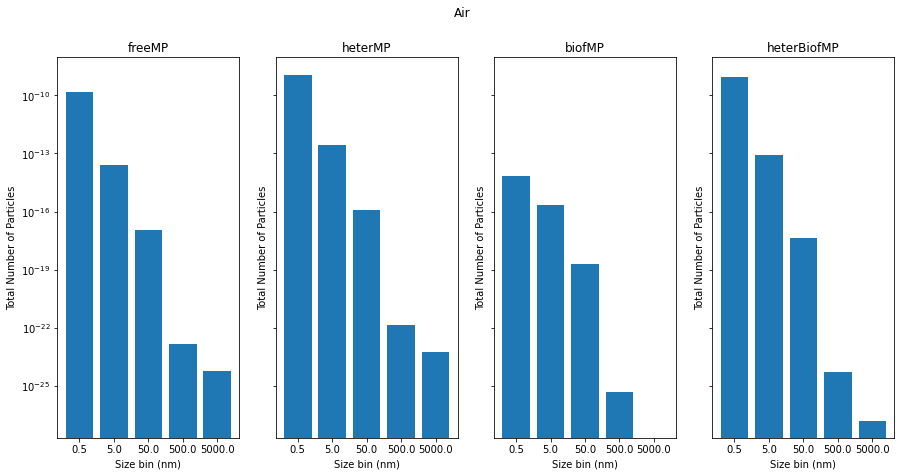 Air
freeMP
heterMP
biofMP
heterBiofMP
Total Number of Particles
10⁻¹⁰
10⁻¹³
10⁻¹⁶
10⁻¹⁹
10⁻²²
10⁻²⁵
0.5 5.0 50.0 500.0 5000.0
Size bin (nm)
Total Number of Particles
0.5 5.0 50.0 500.0 5000.0
Size bin (nm)
Total Number of Particles
0.5 5.0 50.0 500.0 5000.0
Size bin (nm)
Total Number of Particles
0.5 5.0 50.0 500.0 5000.0
Size bin (nm)